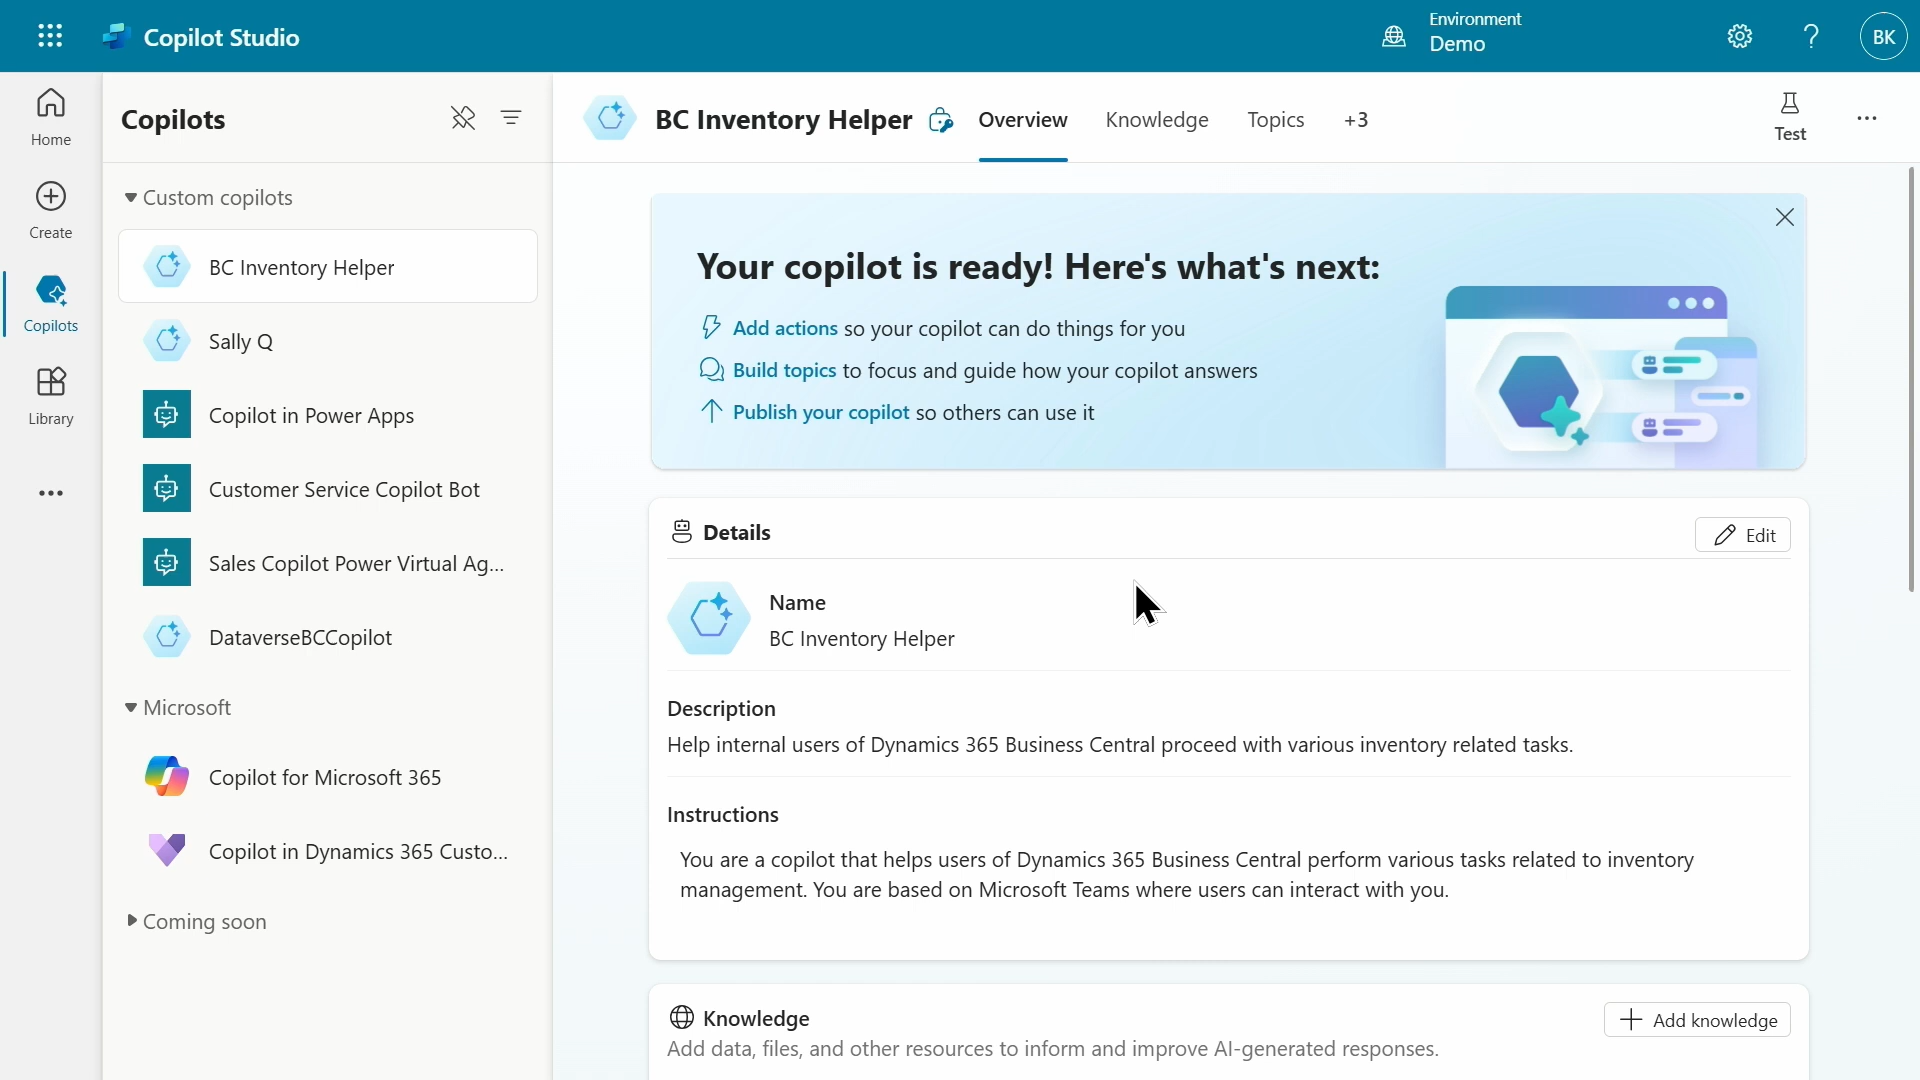 Copilot Studio
Environment
Demo
BK
Home
Create
Copilots
Library
Copilots
Custom copilots
BC Inventory Helper
Sally Q
Copilot in Power Apps
Customer Service Copilot Bot
Sales Copilot Power Virtual Ag...
DataverseBCCopilot
Microsoft
Copilot for Microsoft 365
Copilot in Dynamics 365 Custo...
Coming soon
BC Inventory Helper
Overview
Knowledge
Topics
+3
Test
Your copilot is ready! Here's what's next:
Add actions so your copilot can do things for you
Build topics to focus and guide how your copilot answers
Publish your copilot so others can use it
Details
Edit
Name
BC Inventory Helper
Description
Help internal users of Dynamics 365 Business Central proceed with various inventory related tasks.
Instructions
You are a copilot that helps users of Dynamics 365 Business Central perform various tasks related to inventory
management. You are based on Microsoft Teams where users can interact with you.
Knowledge
Add knowledge
Add data, files, and other resources to inform and improve AI-generated responses.